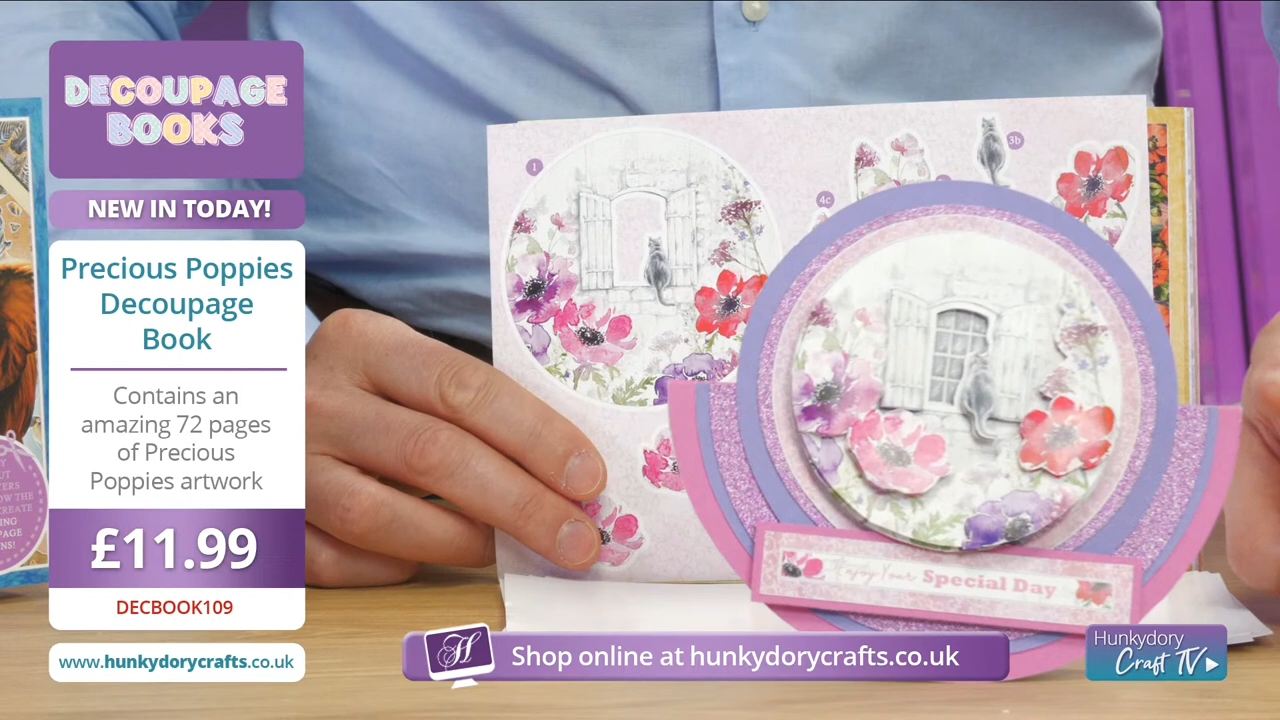 DECOUPAGE
BOOKS
NEW IN TODAY!
Precious Poppies
Decoupage
Book
Contains an
amazing 72 pages
of Precious
Poppies artwork
£11.99
DECBOOK109
www.hunkydorycrafts.co.uk
1
3b
4c
Enjoy Your Special Day
Shop online at hunkydorycrafts.co.uk
Hunkydory
Craft TV